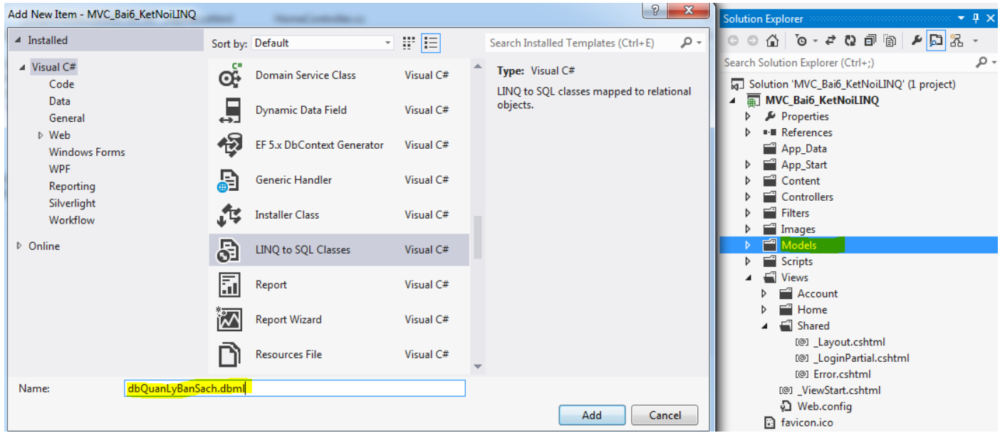 Add New Item - MVC_Bai6_KetNoiLINQ
Installed
Visual C#
Code
Data
General
Web
Windows Forms
WPF
Reporting
Silverlight
Workflow
Online
Sort by: Default
Domain Service Class Visual C#
Dynamic Data Field Visual C#
EF 5.x DbContext Generator Visual C#
Generic Handler Visual C#
Installer Class Visual C#
LINQ to SQL Classes Visual C#
Report Visual C#
Report Wizard Visual C#
Resources File Visual C#
Search Installed Templates (Ctrl+E)
Type: Visual C#
LINQ to SQL classes mapped to relational
objects.
Name: dbQuanLyBanSach.dbml
Add Cancel
Solution Explorer
Search Solution Explorer (Ctrl+;)
Solution 'MVC_Bai6_KetNoiLINQ' (1 project)
MVC_Bai6_KetNoiLINQ
Properties
References
App_Data
App_Start
Content
Controllers
Filters
Images
Models
Scripts
Views
Account
Home
Shared
_Layout.cshtml
_LoginPartial.cshtml
Error.cshtml
_ViewStart.cshtml
Web.config
favicon.ico